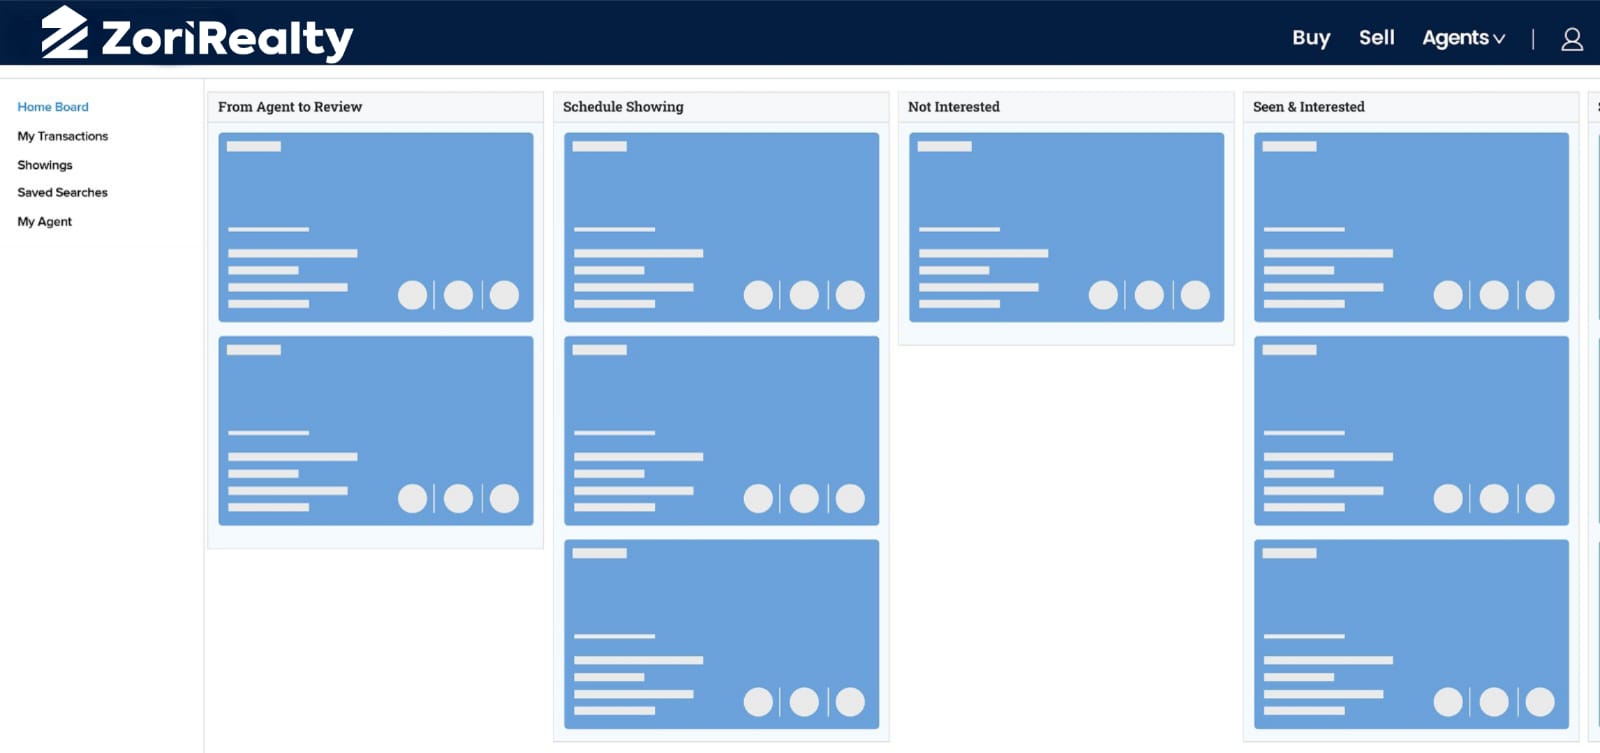 ZoriRealty
Buy Sell Agents |
Home Board
My Transactions
Showings
Saved Searches
My Agent
From Agent to Review
Schedule Showing
Not Interested
Seen & Interested